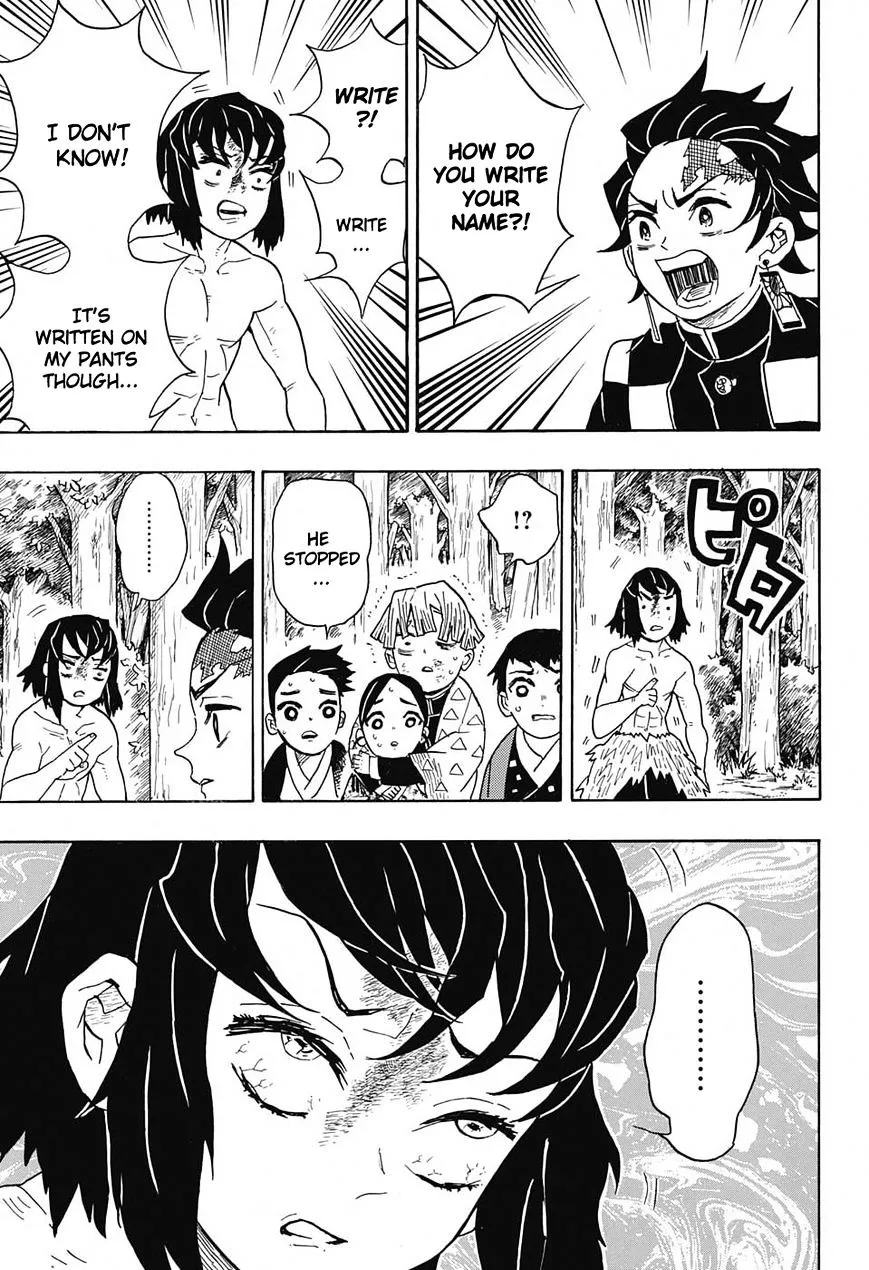 HOW DO
YOU WRITE
YOUR
NAME?!
WRITE
?!
WRITE
...
I DON'T
KNOW!
IT'S
WRITTEN ON
MY PANTS
THOUGH...
ピタ
!?
HE
STOPPED
...
.........
.........